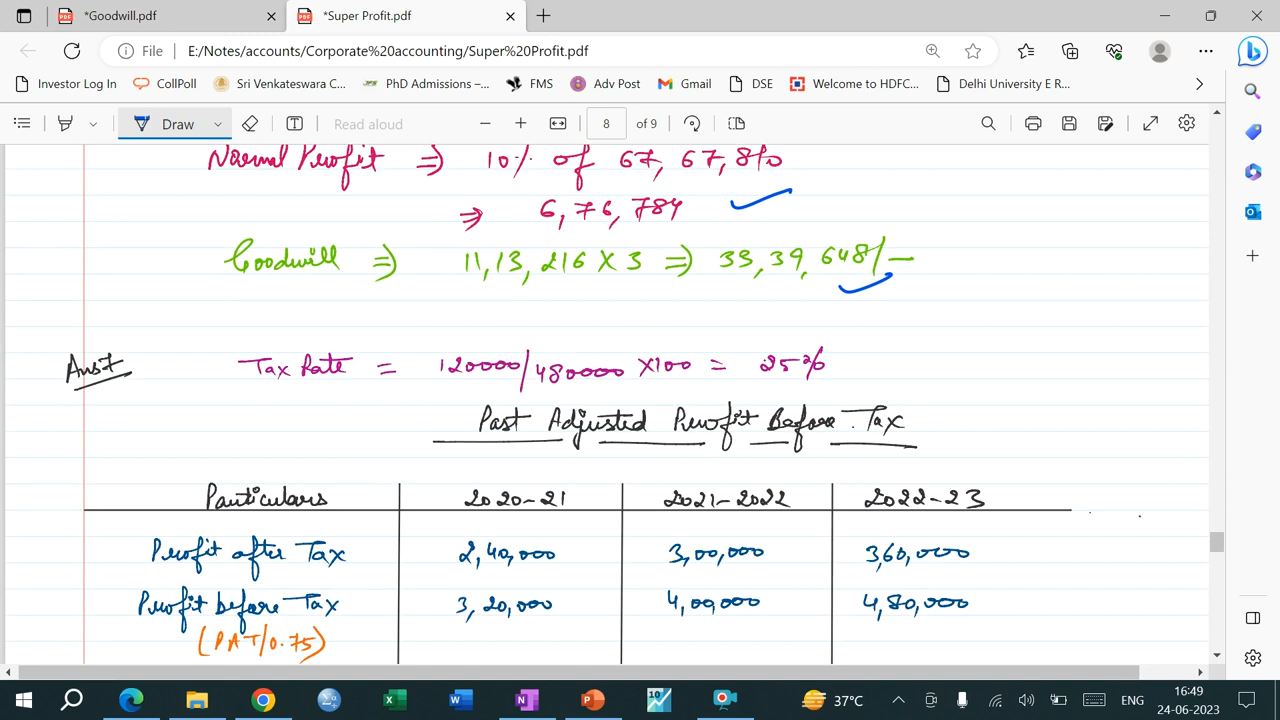 *Goodwill.pdf
*Super Profit.pdf
File E:/Notes/accounts/Corporate%20accounting/Super%20Profit.pdf
Investor Log In CollPoll Sri Venkateswara C... PhD Admissions –... FMS Adv Post Gmail DSE Welcome to HDFC... Delhi University E R...
Draw Read aloud 8 of 9
Normal Profit ⇒ 10% of 67,67,840
⇒ 6,76,784
Goodwill ⇒ 11,13,216 X 3 ⇒ 33,39,648/-
Tax Rate = 120000/480000 X100 = 25%
Past Adjusted Profit Before Tax
Particulars 2020-21 2021-2022 2022-23
Profit after Tax 2,40,000 3,00,000 3,60,000
Profit before Tax 3,20,000 4,00,000 4,80,000
(PAT/0.75)
37°C ENG 16:49
24-06-2023